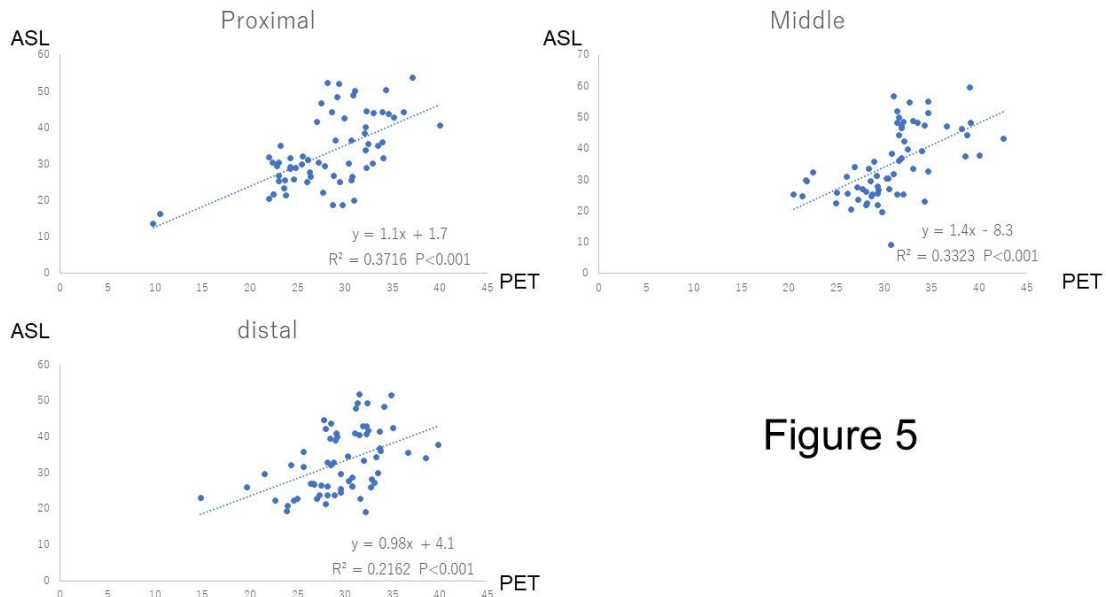 Proximal
ASL
60
50
40
30
20
10
0
y = 1.1x + 1.7
R² = 0.3716 P<0.001
0 5 10 15 20 25 30 35 40 45 PET
Middle
ASL
70
60
50
40
30
20
10
0
y = 1.4x - 8.3
R² = 0.3323 P<0.001
0 5 10 15 20 25 30 35 40 45 PET
distal
ASL
60
50
40
30
20
10
0
y = 0.98x + 4.1
R² = 0.2162 P<0.001
0 5 10 15 20 25 30 35 40 45 PET
Figure 5